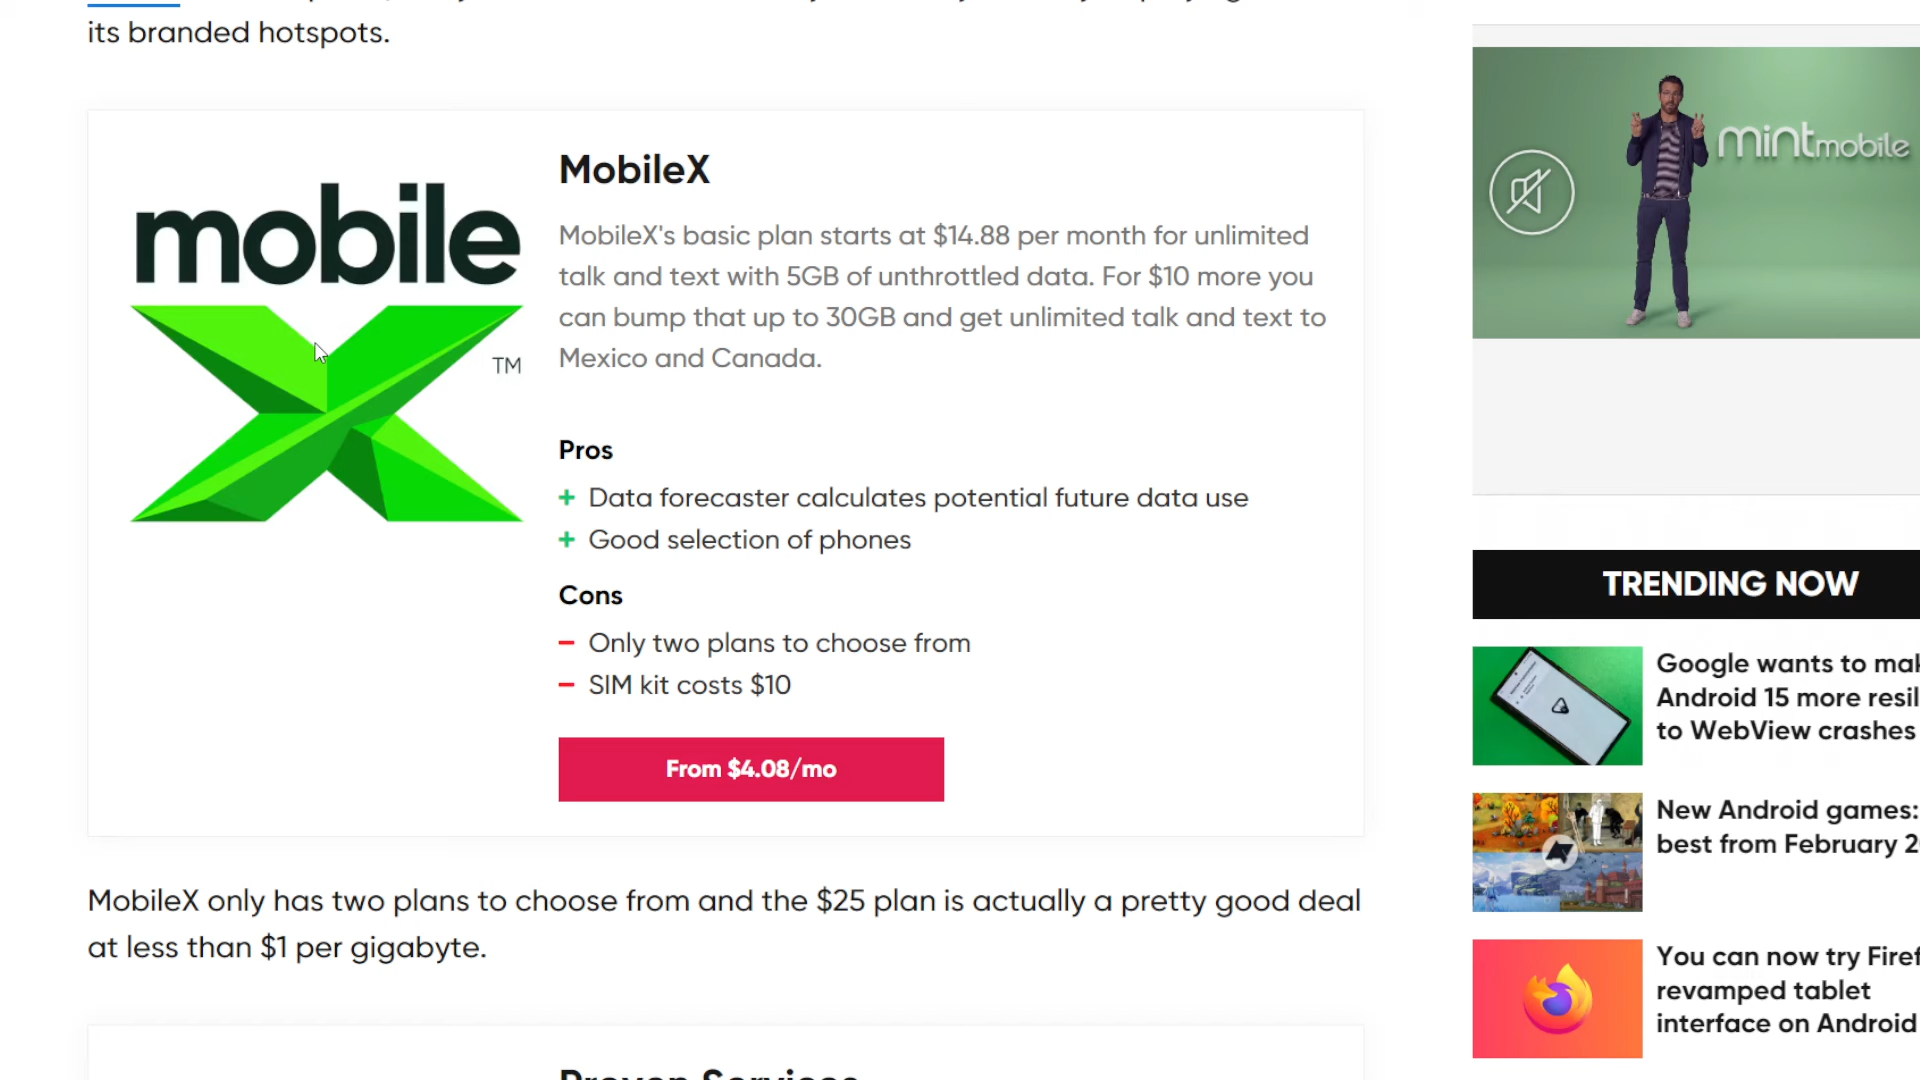 its branded hotspots.
mobile
TM
MobileX
MobileX's basic plan starts at $14.88 per month for unlimited
talk and text with 5GB of unthrottled data. For $10 more you
can bump that up to 30GB and get unlimited talk and text to
Mexico and Canada.
Pros
+ Data forecaster calculates potential future data use
+ Good selection of phones
Cons
– Only two plans to choose from
– SIM kit costs $10
From $4.08/mo
MobileX only has two plans to choose from and the $25 plan is actually a pretty good deal
at less than $1 per gigabyte.
mintmobile
TRENDING NOW
Google wants to mak
Android 15 more resil
to WebView crashes
New Android games:
best from February 2
You can now try Firef
revamped tablet
interface on Android